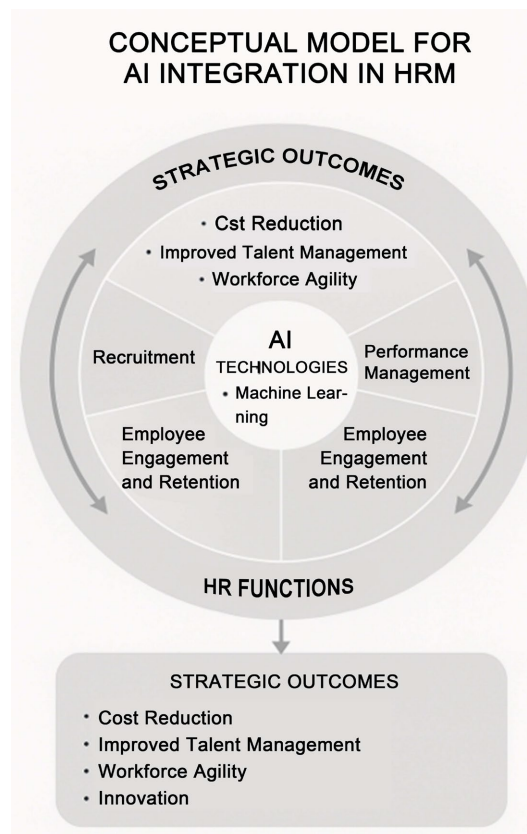 CONCEPTUAL MODEL FOR
AI INTEGRATION IN HRM
STRATEGIC OUTCOMES
• Cst Reduction
• Improved Talent Management
• Workforce Agility
AI
TECHNOLOGIES
• Machine Lear-
ning
Recruitment
Performance
Management
Employee
Engagement
and Retention
Employee
Engagement
and Retention
HR FUNCTIONS
STRATEGIC OUTCOMES
• Cost Reduction
• Improved Talent Management
• Workforce Agility
• Innovation